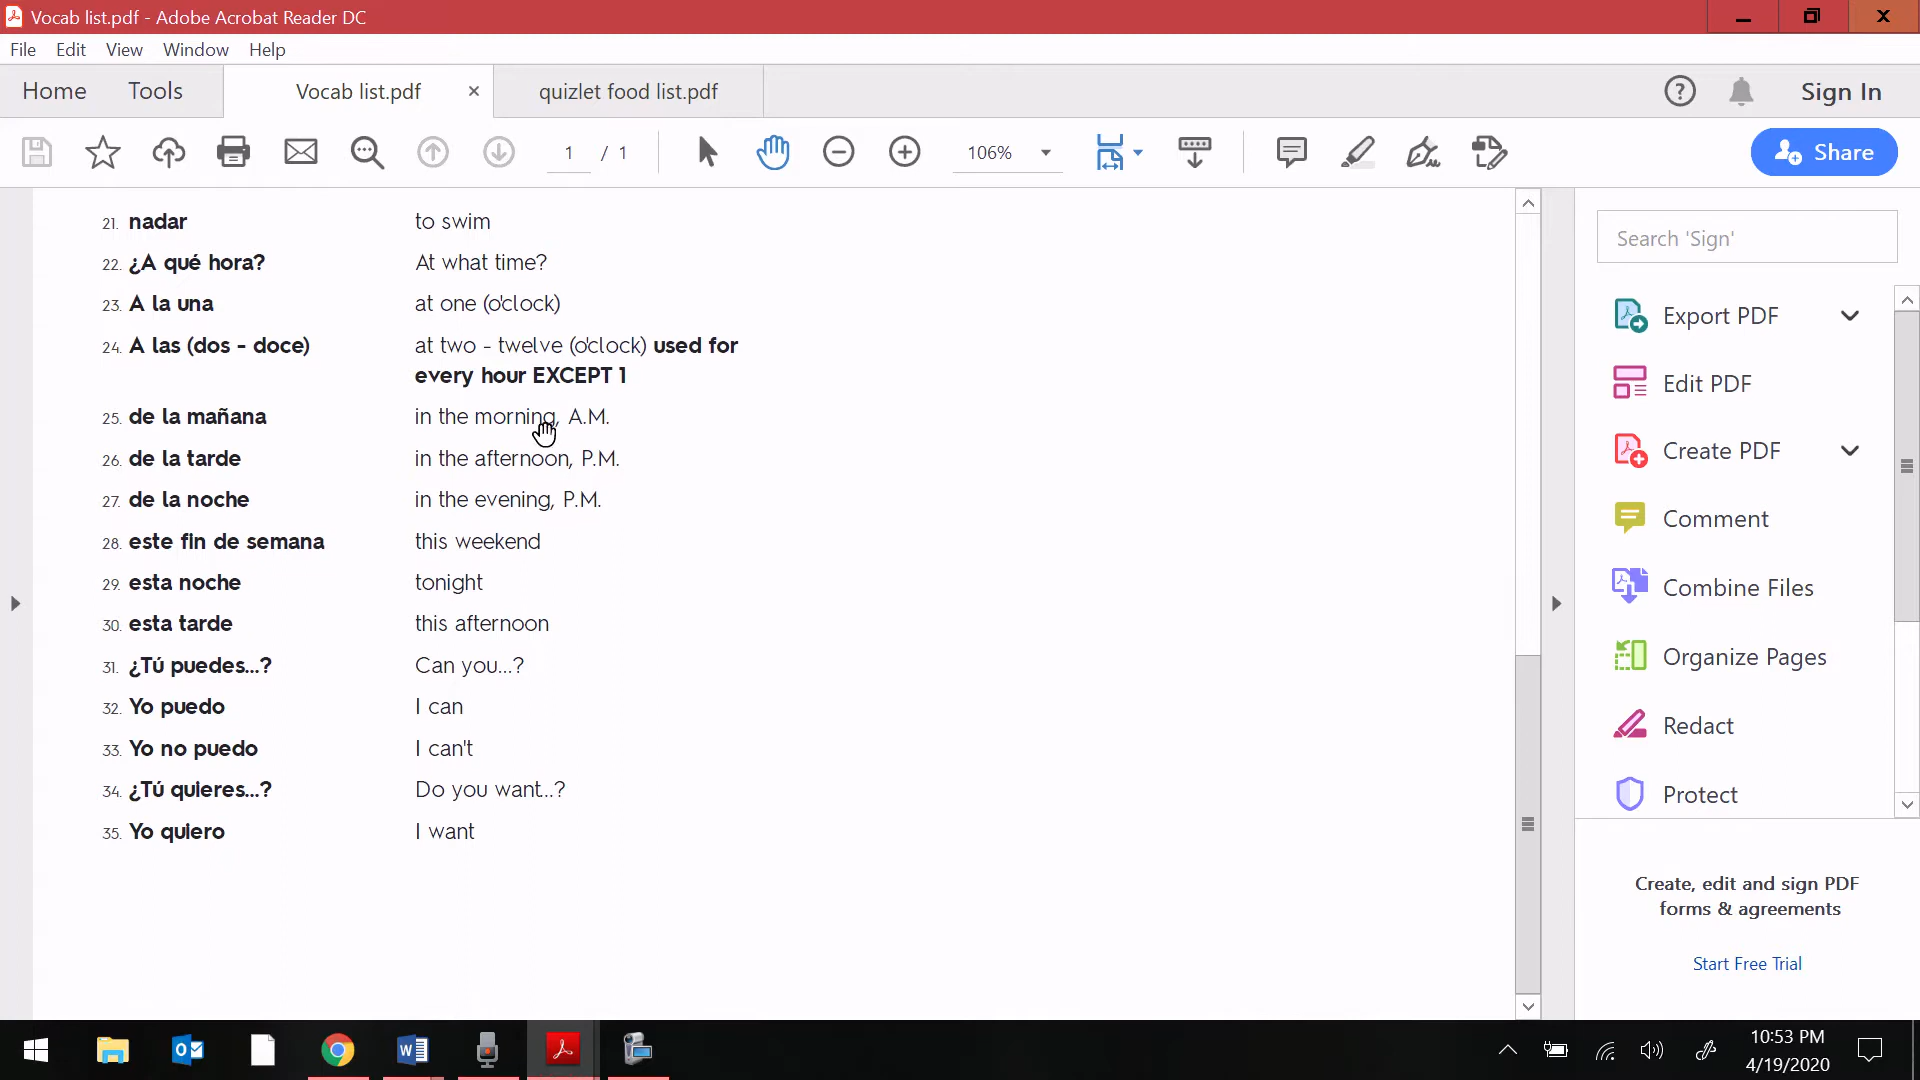 Vocab list.pdf - Adobe Acrobat Reader DC
File Edit View Window Help
Home Tools Vocab list.pdf quizlet food list.pdf Sign In
1 / 1 106% Share
21. nadar to swim
22. ¿A qué hora? At what time?
23. A la una at one (o'clock)
24. A las (dos - doce) at two - twelve (o'clock) used for
every hour EXCEPT 1
25. de la mañana in the morning, A.M.
26. de la tarde in the afternoon, P.M.
27. de la noche in the evening, P.M.
28. este fin de semana this weekend
29. esta noche tonight
30. esta tarde this afternoon
31. ¿Tú puedes...? Can you...?
32. Yo puedo I can
33. Yo no puedo I can't
34. ¿Tú quieres...? Do you want...?
35. Yo quiero I want
Search 'Sign'
Export PDF
Edit PDF
Create PDF
Comment
Combine Files
Organize Pages
Redact
Protect
Create, edit and sign PDF
forms & agreements
Start Free Trial
10:53 PM
4/19/2020